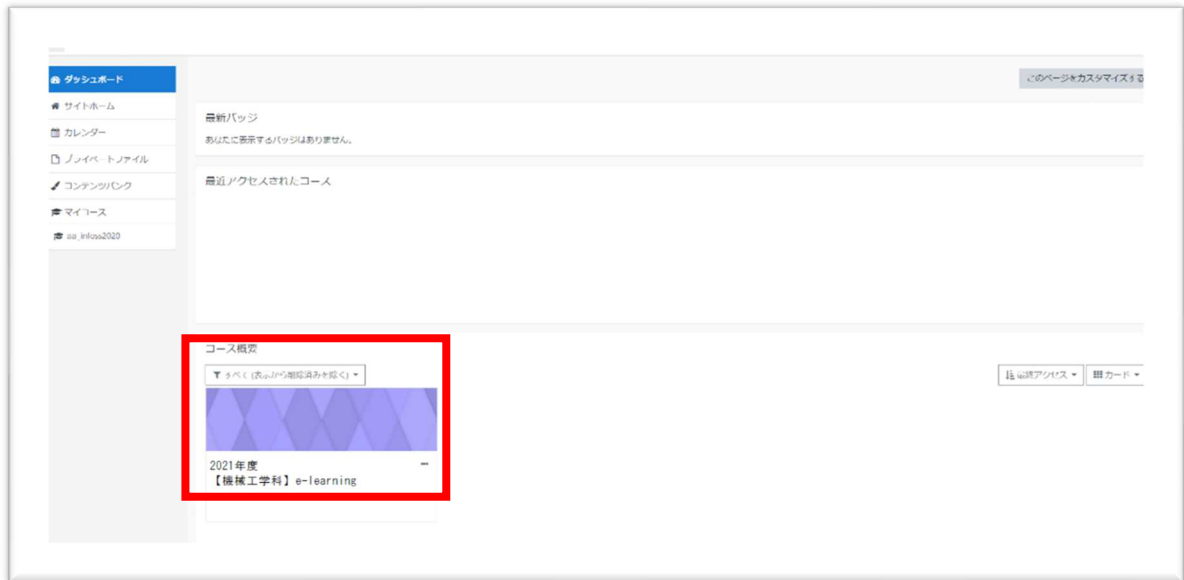 ダッシュボード
このページをカスタマイズする
サイトホーム
カレンダー
プライベートファイル
コンテンツバンク
マイコース
最新バッジ
あなたに表示するバッジはありません。
最近アクセスされたコース
コース概要
すべて (表示から削除済みを除く)
最終アクセス
カード
2021年度
【機械工学科】e-learning